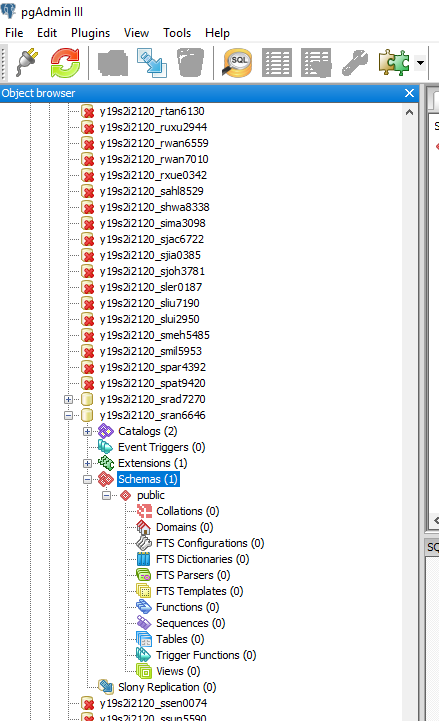 pgAdmin III
File Edit Plugins View Tools Help
SQL
Object browser
y19s2i2120_rtan6130
y19s2i2120_ruxu2944
y19s2i2120_rwan6559
y19s2i2120_rwan7010
y19s2i2120_rxue0342
y19s2i2120_sahl8529
y19s2i2120_shwa8338
y19s2i2120_sima3098
y19s2i2120_sjac6722
y19s2i2120_sjia0385
y19s2i2120_sjoh3781
y19s2i2120_sler0187
y19s2i2120_sliu7190
y19s2i2120_slui2950
y19s2i2120_smeh5485
y19s2i2120_smil5953
y19s2i2120_spar4392
y19s2i2120_spat9420
y19s2i2120_srad7270
y19s2i2120_sran6646
Catalogs (2)
Event Triggers (0)
Extensions (1)
Schemas (1)
public
Collations (0)
Domains (0)
FTS Configurations (0)
FTS Dictionaries (0)
FTS Parsers (0)
FTS Templates (0)
Functions (0)
Sequences (0)
Tables (0)
Trigger Functions (0)
Views (0)
Slony Replication (0)
y19s2i2120_ssen0074
y19s2i2120_ssun5590
S
SQ